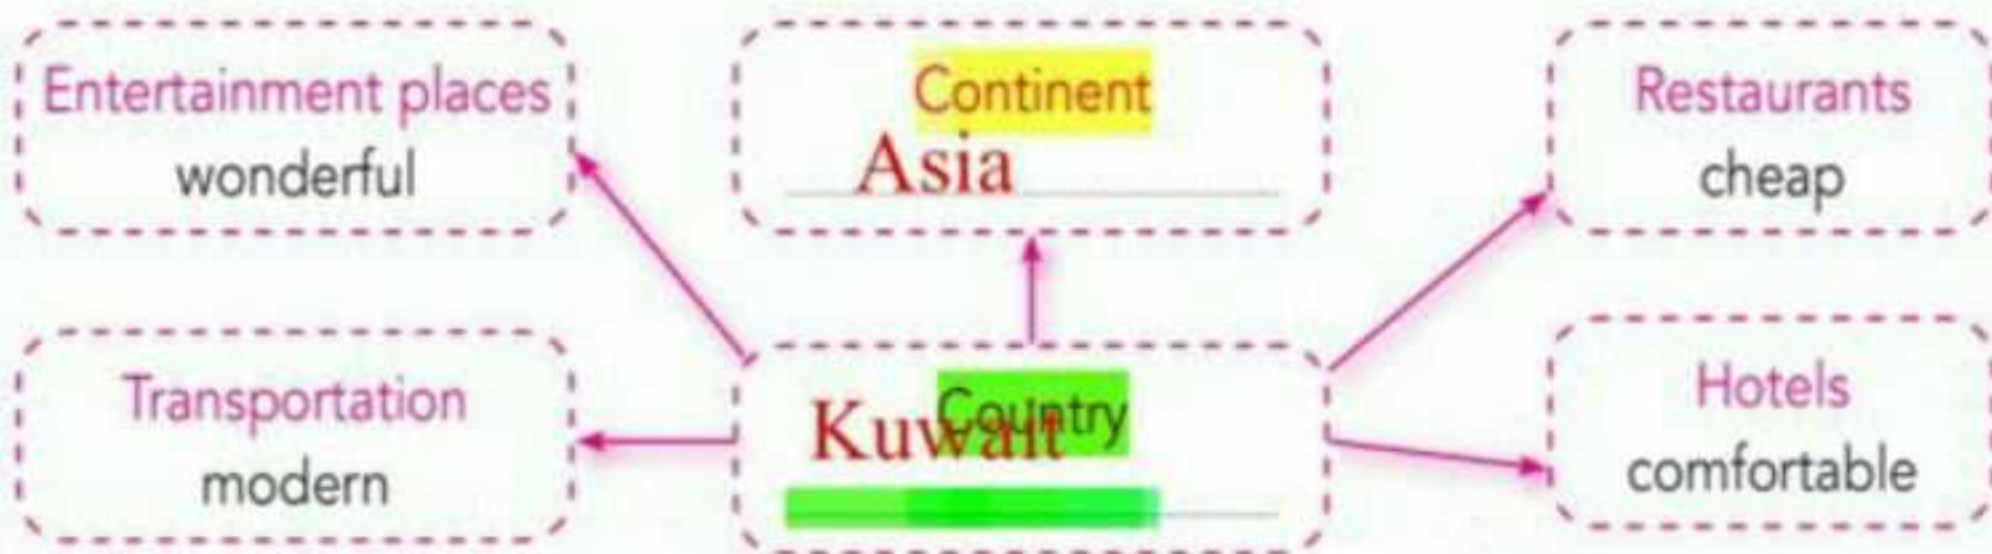 Entertainment places
wonderful
Continent
Asia
Restaurants
cheap
Transportation
modern
Country
Kuwait
Hotels
comfortable